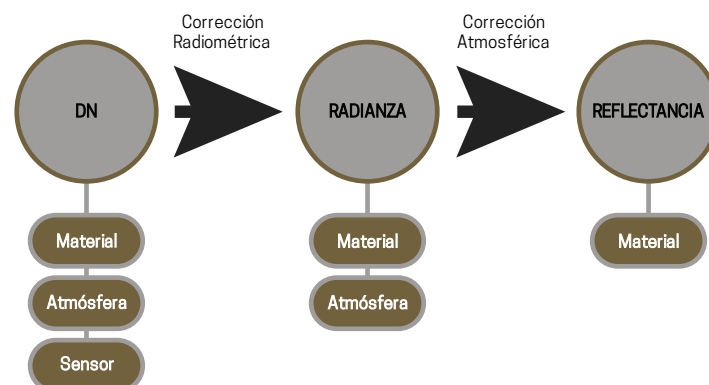 Corrección
Radiométrica
Corrección
Atmosférica
DN
RADIANZA
REFLECTANCIA
Material
Material
Material
Atmósfera
Atmósfera
Sensor